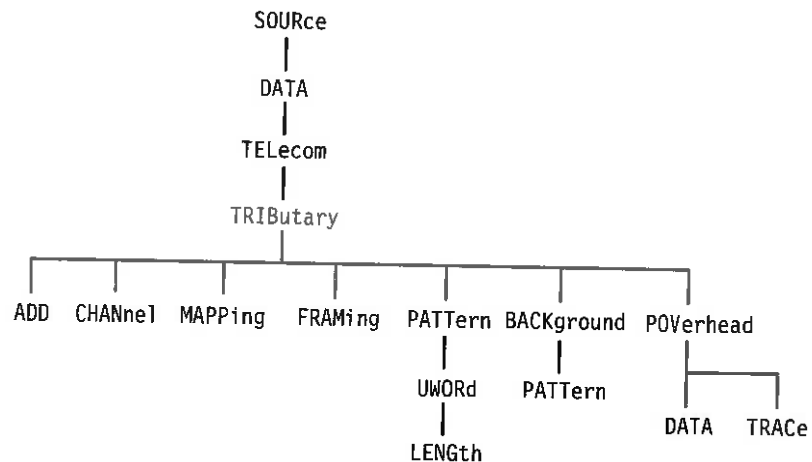 SOURce
DATA
TELecom
TRIButary
ADD CHANnel MAPPing FRAMing PATTern BACKground POVerhead
UWORd PATTern
DATA TRACe
LENGth